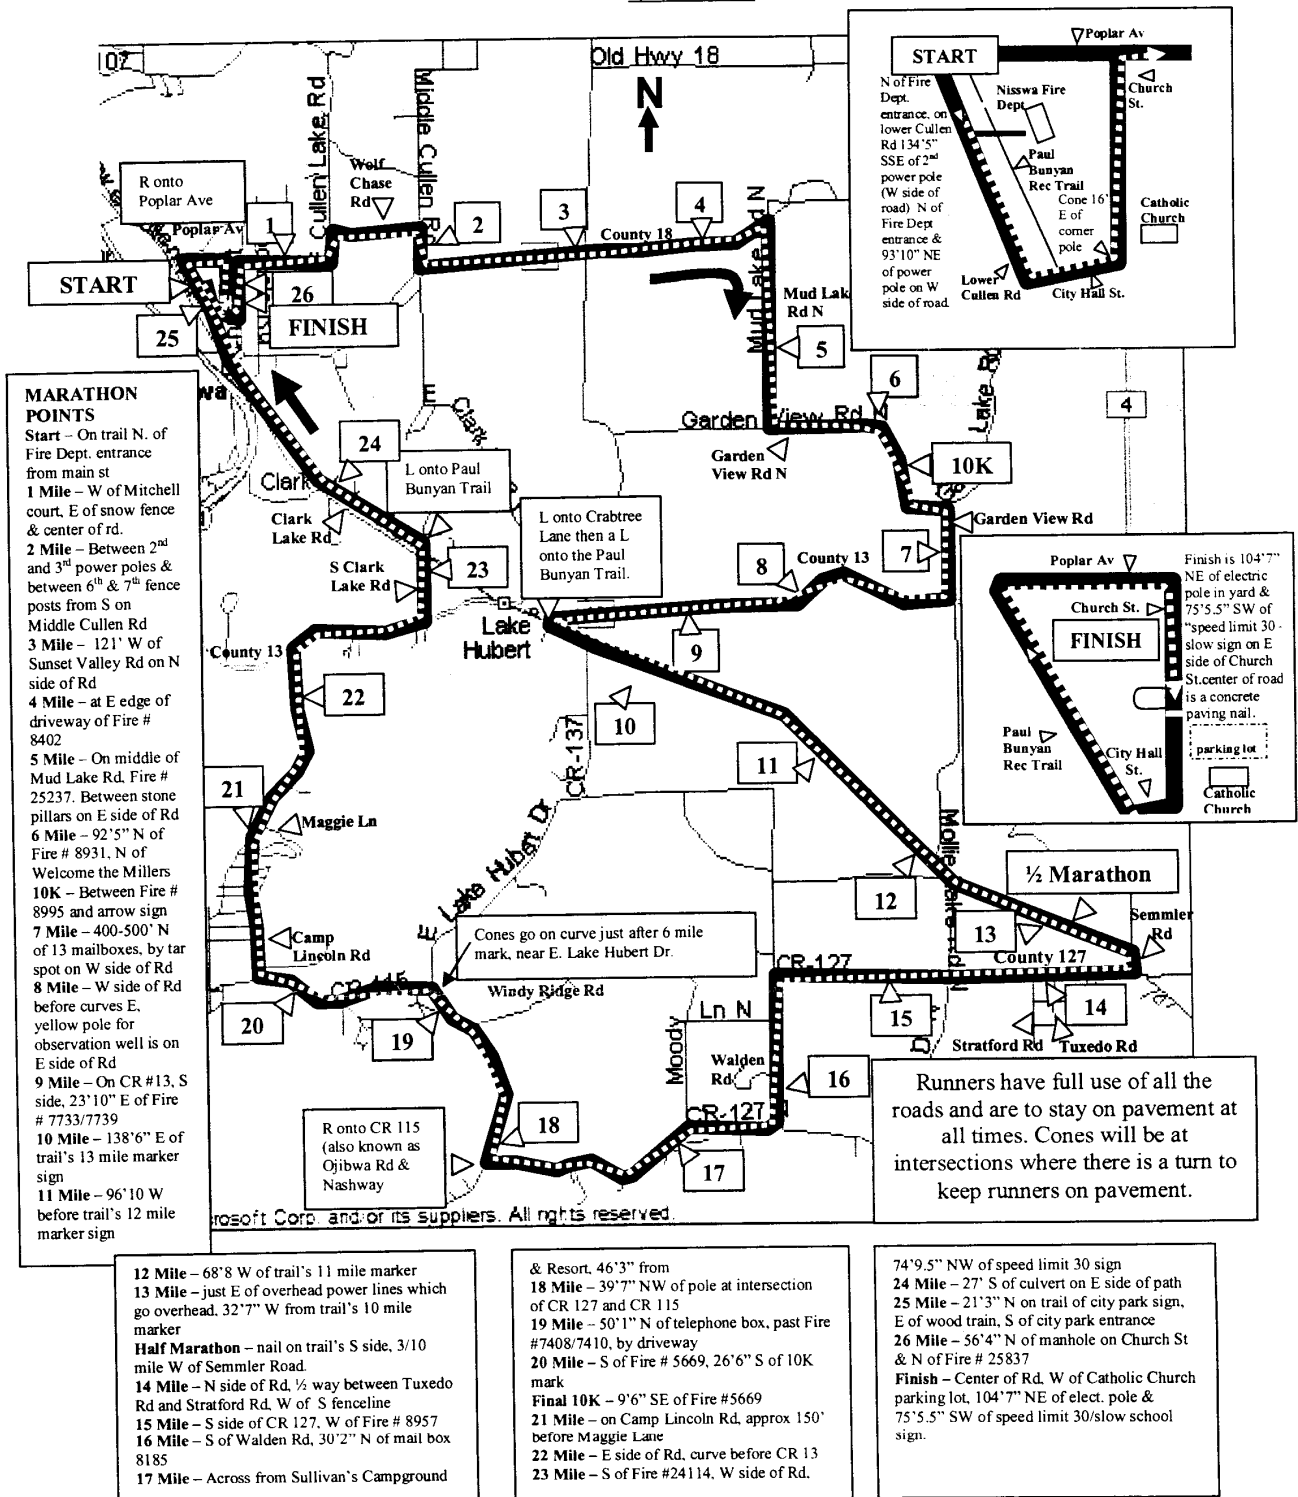 107
Old Hwy 18
N
Cullen Lake Rd
Middle Cullen R
Wolf
Chase
Rd
R onto
Poplar Ave
Poplar Av
1
2
3
County 18
4
START
26
FINISH
25
Mud Lake Rd N
Mud Lak
Rd N
5
6
Garden View Rd N
Garden
View Rd N
10K
Lake
4
24
Clark
Clark
Lake Rd
E Clark
L onto Paul
Bunyan Trail
L onto Crabtree
Lane then a L
onto the Paul
Bunyan Trail.
S Clark
Lake Rd
23
8
County 13
7
Garden View Rd
Lake
Hubert
9
County 13
22
10
11
CR-137
21
Maggie Ln
E Lake Hubert Dr
12
½ Marathon
13
Semmler
Rd
County 127
CR-127
Camp
Lincoln Rd
Cones go on curve just after 6 mile
mark, near E. Lake Hubert Dr.
Windy Ridge Rd
20
19
15
14
Stratford Rd
Tuxedo Rd
Ln N
Moody
Walden
Rd
16
CR-127
18
17
R onto CR 115
(also known as
Ojibwa Rd &
Nashway
rosoft Corp. and/or its suppliers. All rights reserved.
START
Poplar Av
N of Fire
Dept.
entrance, on
lower Cullen
Rd 134'5"
SSE of 2nd
power pole
(W side of
road) N of
Fire Dept
entrance &
93'10" NE
of power
pole on W
side of road
Nisswa Fire
Dept
Church
St.
Paul
Bunyan
Rec Trail
Cone 16'
E of
corner
pole
Catholic
Church
Lower
Cullen Rd
City Hall St.
Poplar Av
Church St.
FINISH
Paul
Bunyan
Rec Trail
City Hall
St.
Finish is 104'7"
NE of electric
pole in yard &
75'5.5" SW of
"speed limit 30 -
slow sign on E
side of Church
St.center of road
is a concrete
paving nail.
parking lot
Catholic
Church
Runners have full use of all the
roads and are to stay on pavement at
all times. Cones will be at
intersections where there is a turn to
keep runners on pavement.
MARATHON
POINTS
Start – On trail N. of
Fire Dept. entrance
from main st
1 Mile – W of Mitchell
court, E of snow fence
& center of rd.
2 Mile – Between 2nd
and 3rd power poles &
between 6th & 7th fence
posts from S on
Middle Cullen Rd
3 Mile – 121' W of
Sunset Valley Rd on N
side of Rd
4 Mile – at E edge of
driveway of Fire #
8402
5 Mile – On middle of
Mud Lake Rd, Fire #
25237. Between stone
pillars on E side of Rd
6 Mile – 92'5" N of
Fire # 8931, N of
Welcome the Millers
10K – Between Fire #
8995 and arrow sign
7 Mile – 400-500' N
of 13 mailboxes, by tar
spot on W side of Rd
8 Mile – W side of Rd
before curves E,
yellow pole for
observation well is on
E side of Rd
9 Mile – On CR #13, S
side, 23'10" E of Fire
# 7733/7739
10 Mile – 138'6" E of
trail's 13 mile marker
sign
11 Mile – 96'10 W
before trail's 12 mile
marker sign
12 Mile – 68'8 W of trail's 11 mile marker
13 Mile – just E of overhead power lines which
go overhead, 32'7" W from trail's 10 mile
marker
Half Marathon – nail on trail's S side, 3/10
mile W of Semmler Road.
14 Mile – N side of Rd, ½ way between Tuxedo
Rd and Stratford Rd, W of S fenceline
15 Mile – S side of CR 127, W of Fire # 8957
16 Mile – S of Walden Rd, 30'2" N of mail box
8185
17 Mile – Across from Sullivan's Campground
& Resort, 46'3" from
18 Mile – 39'7" NW of pole at intersection
of CR 127 and CR 115
19 Mile – 50'1" N of telephone box, past Fire
#7408/7410, by driveway
20 Mile – S of Fire # 5669, 26'6" S of 10K
mark
Final 10K – 9'6" SE of Fire #5669
21 Mile – on Camp Lincoln Rd, approx 150'
before Maggie Lane
22 Mile – E side of Rd, curve before CR 13
23 Mile – S of Fire #24114, W side of Rd,
74'9.5" NW of speed limit 30 sign
24 Mile – 27' S of culvert on E side of path
25 Mile – 21'3" N on trail of city park sign,
E of wood train, S of city park entrance
26 Mile – 56'4" N of manhole on Church St
& N of Fire # 25837
Finish – Center of Rd, W of Catholic Church
parking lot, 104'7" NE of elect. pole &
75'5.5" SW of speed limit 30/slow school
sign.